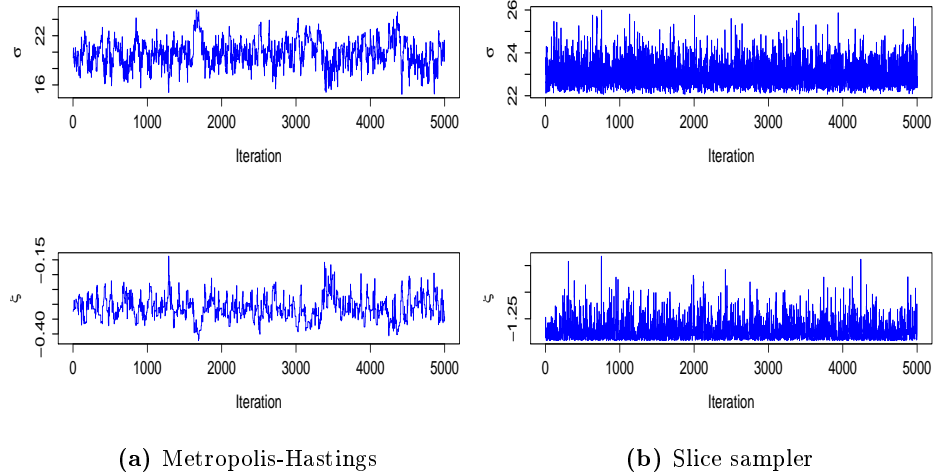 σ
16 22
0 1000 2000 3000 4000 5000
Iteration
σ
22 23 24 26
0 1000 2000 3000 4000 5000
Iteration
ξ
−0.40 −0.15
0 1000 2000 3000 4000 5000
Iteration
ξ
−1.25
0 1000 2000 3000 4000 5000
Iteration
(a) Metropolis-Hastings
(b) Slice sampler